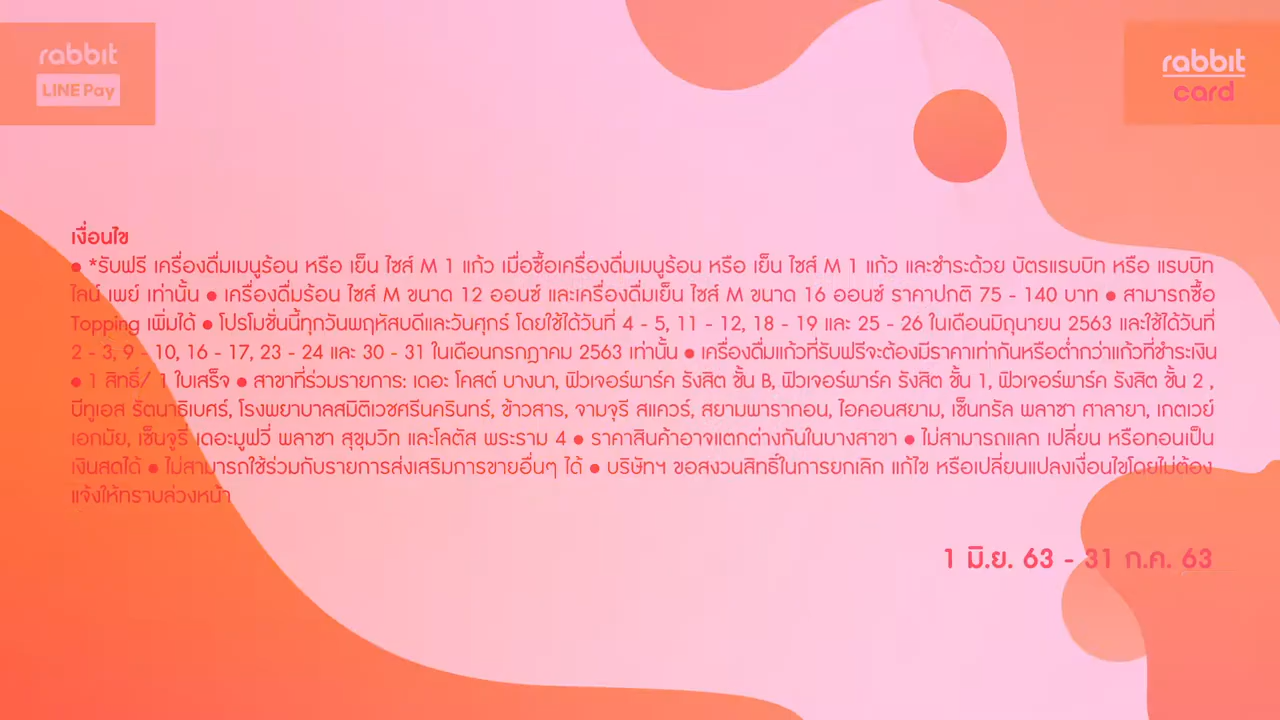 rabbit
LINE Pay
rabbit
card
เงื่อนไข
● *รับฟรี เครื่องดื่มเมนูร้อน หรือ เย็น ไซส์ M 1 แก้ว เมื่อซื้อเครื่องดื่มเมนูร้อน หรือ เย็น ไซส์ M 1 แก้ว และชำระด้วย บัตรแรบบิท หรือ แรบบิท
ไลน์ เพย์ เท่านั้น ● เครื่องดื่มร้อน ไซส์ M ขนาด 12 ออนซ์ และเครื่องดื่มเย็น ไซส์ M ขนาด 16 ออนซ์ ราคาปกติ 75 - 140 บาท ● สามารถซื้อ
Topping เพิ่มได้ ● โปรโมชั่นนี้ทุกวันพฤหัสบดีและวันศุกร์ โดยใช้ได้วันที่ 4 - 5, 11 - 12, 18 - 19 และ 25 - 26 ในเดือนมิถุนายน 2563 และใช้ได้วันที่
2 - 3, 9 - 10, 16 - 17, 23 - 24 และ 30 - 31 ในเดือนกรกฎาคม 2563 เท่านั้น ● เครื่องดื่มแก้วที่รับฟรีจะต้องมีราคาเท่ากันหรือต่ำกว่าแก้วที่ชำระเงิน
● 1 สิทธิ์/ 1 ใบเสร็จ ● สาขาที่ร่วมรายการ: เดอะ โคสต์ บางนา, ฟิวเจอร์พาร์ค รังสิต ชั้น B, ฟิวเจอร์พาร์ค รังสิต ชั้น 1, ฟิวเจอร์พาร์ค รังสิต ชั้น 2 ,
บีทูเอส รัตนาธิเบศร์, โรงพยาบาลสมิติเวชศรีนครินทร์, ข้าวสาร, จามจุรี สแควร์, สยามพารากอน, ไอคอนสยาม, เซ็นทรัล พลาซา ศาลายา, เกตเวย์
เอกมัย, เซ็นจูรี่ เดอะมูฟวี่ พลาซา สุขุมวิท และโลตัส พระราม 4 ● ราคาสินค้าอาจแตกต่างกันในบางสาขา ● ไม่สามารถแลก เปลี่ยน หรือทอนเป็น
เงินสดได้ ● ไม่สามารถใช้ร่วมกับรายการส่งเสริมการขายอื่นๆ ได้ ● บริษัทฯ ขอสงวนสิทธิ์ในการยกเลิก แก้ไข หรือเปลี่ยนแปลงเงื่อนไขโดยไม่ต้อง
แจ้งให้ทราบล่วงหน้า
1 มิ.ย. 63 - 31 ก.ค. 63